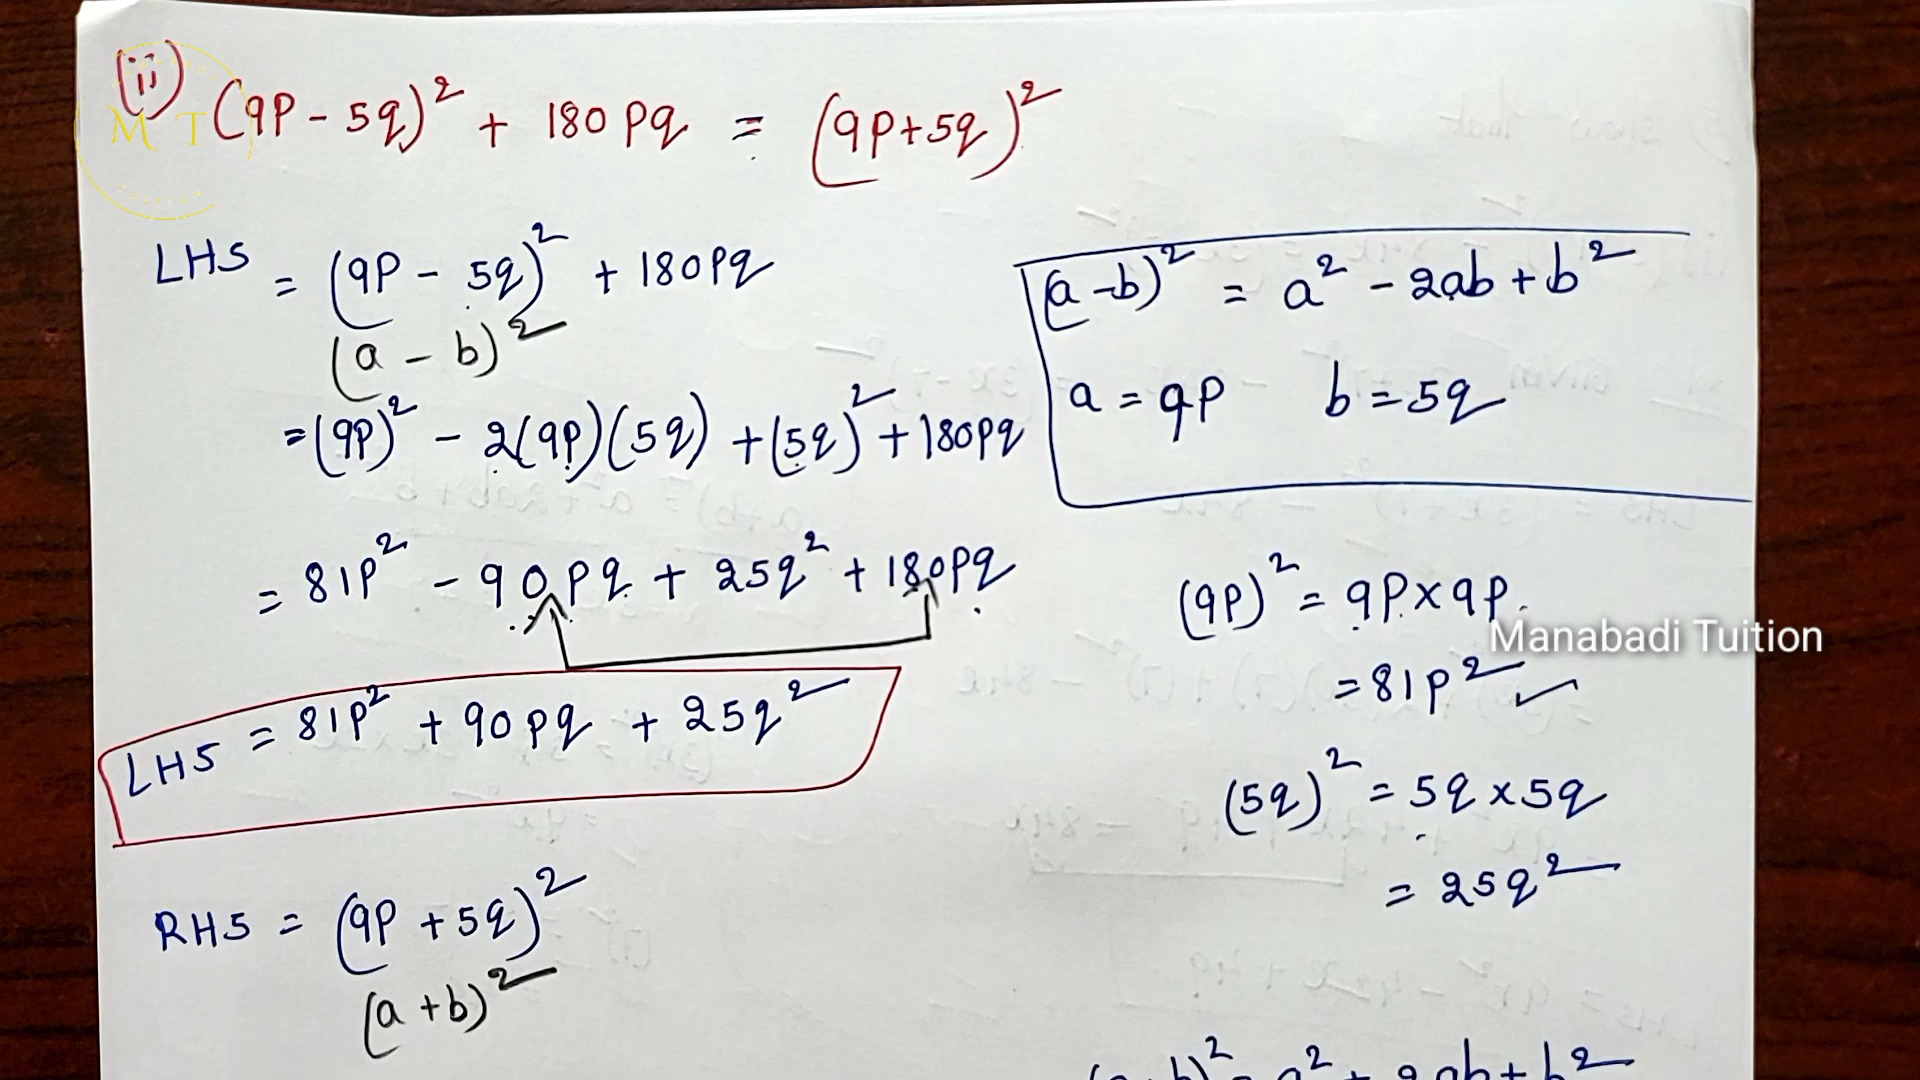 (ii) (9p - 5q)² + 180pq = (9p+5q)²
LHS = (9p - 5q)² + 180pq
(a - b)²
=(9p)² - 2(9p)(5q) +(5q)² +180pq
= 81p² - 90pq + 25q² + 180pq
LHS = 81p² + 90pq + 25q²
RHS = (9p + 5q)²
(a + b)²
(a-b)² = a² - 2ab + b²
a = 9p b = 5q
(9p)² = 9p×9p
= 81p²
(5q)² = 5q ×5q
= 25q²
Manabadi Tuition
M T